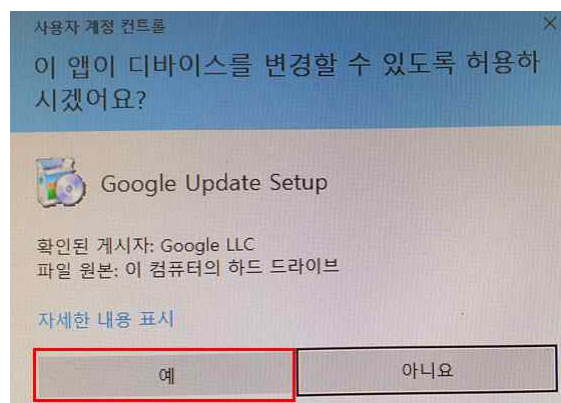 사용자 계정 컨트롤
이 앱이 디바이스를 변경할 수 있도록 허용하
시겠어요?
Google Update Setup
확인된 게시자: Google LLC
파일 원본: 이 컴퓨터의 하드 드라이브
자세한 내용 표시
예
아니요